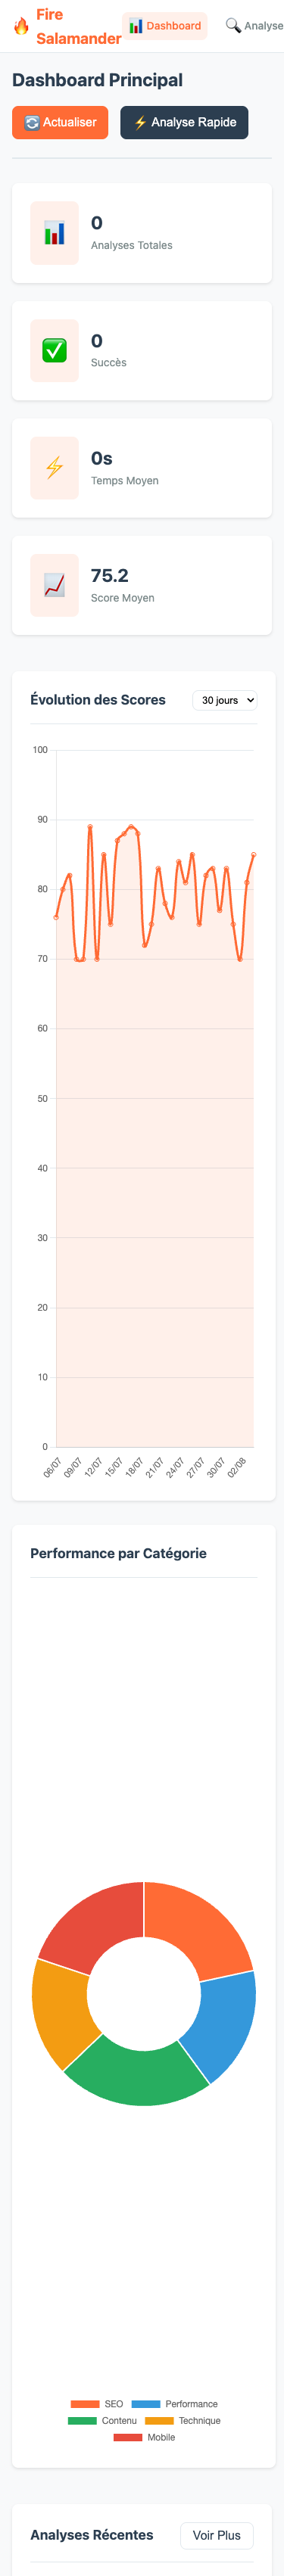 Fire
Salamander
Dashboard
Analyse
Dashboard Principal
Actualiser
Analyse Rapide
0
Analyses Totales
0
Succès
0s
Temps Moyen
75.2
Score Moyen
Évolution des Scores
30 jours
100
90
80
70
60
50
40
30
20
10
0
06/07 09/07 12/07 15/07 18/07 21/07 24/07 27/07 30/07 02/08
Performance par Catégorie
SEO Performance
Contenu Technique
Mobile
Analyses Récentes
Voir Plus